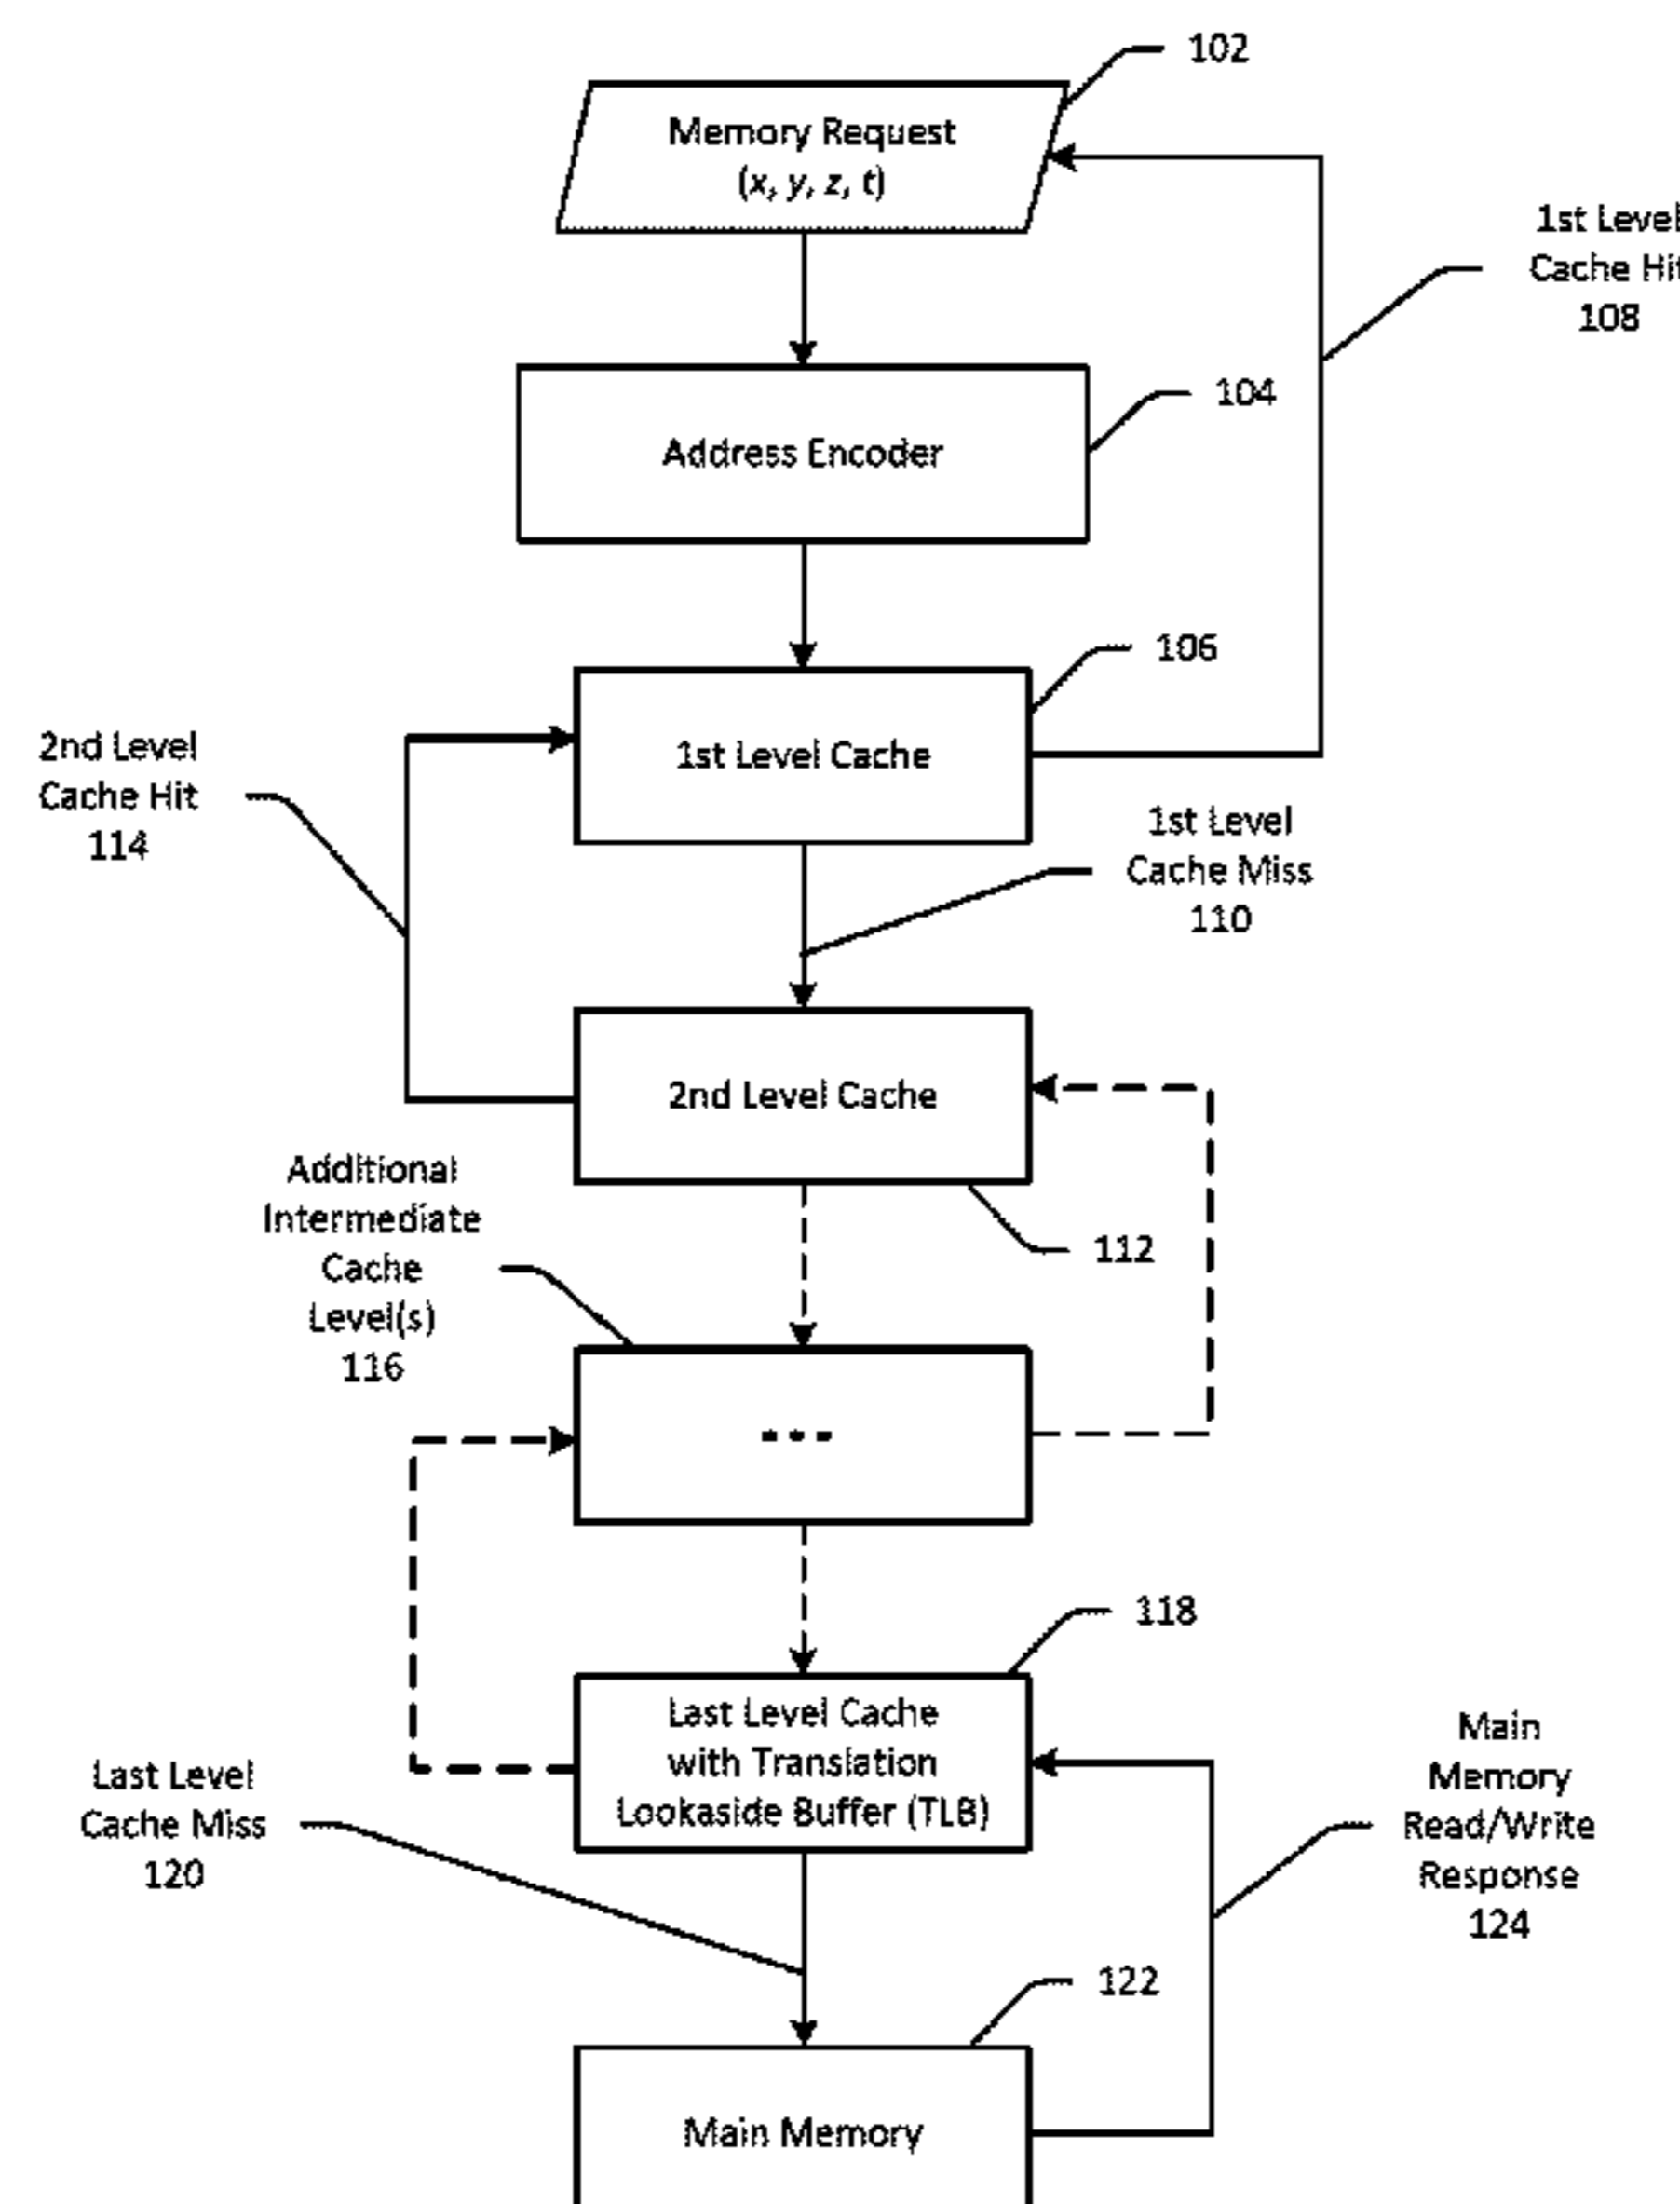 102
Memory Request
(x, y, z, t)
1st Level
Cache Hit
108
104
Address Encoder
106
1st Level Cache
2nd Level
Cache Hit
114
1st Level
Cache Miss
110
2nd Level Cache
112
Additional
Intermediate
Cache
Level(s)
116
...
118
Last Level Cache
with Translation
Lookaside Buffer (TLB)
Last Level
Cache Miss
120
Main
Memory
Read/Write
Response
124
122
Main Memory